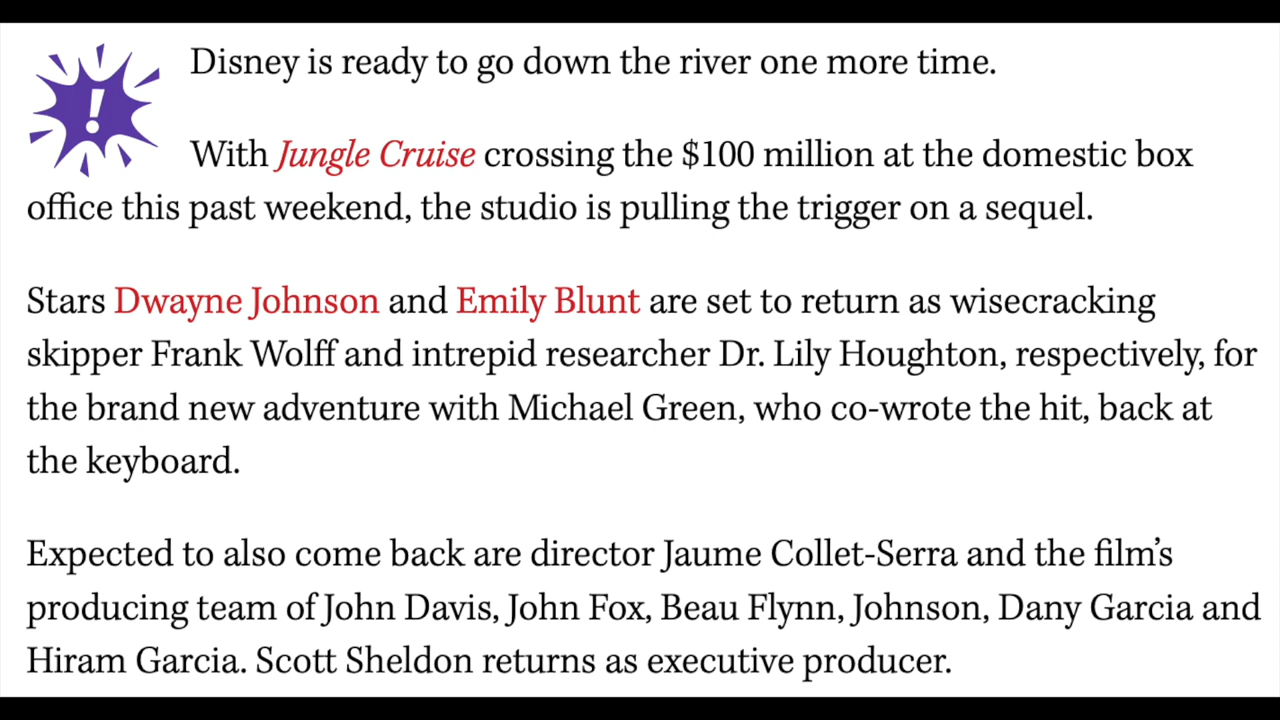 Disney is ready to go down the river one more time.
With Jungle Cruise crossing the $100 million at the domestic box
office this past weekend, the studio is pulling the trigger on a sequel.
Stars Dwayne Johnson and Emily Blunt are set to return as wisecracking
skipper Frank Wolff and intrepid researcher Dr. Lily Houghton, respectively, for
the brand new adventure with Michael Green, who co-wrote the hit, back at
the keyboard.
Expected to also come back are director Jaume Collet-Serra and the film’s
producing team of John Davis, John Fox, Beau Flynn, Johnson, Dany Garcia and
Hiram Garcia. Scott Sheldon returns as executive producer.